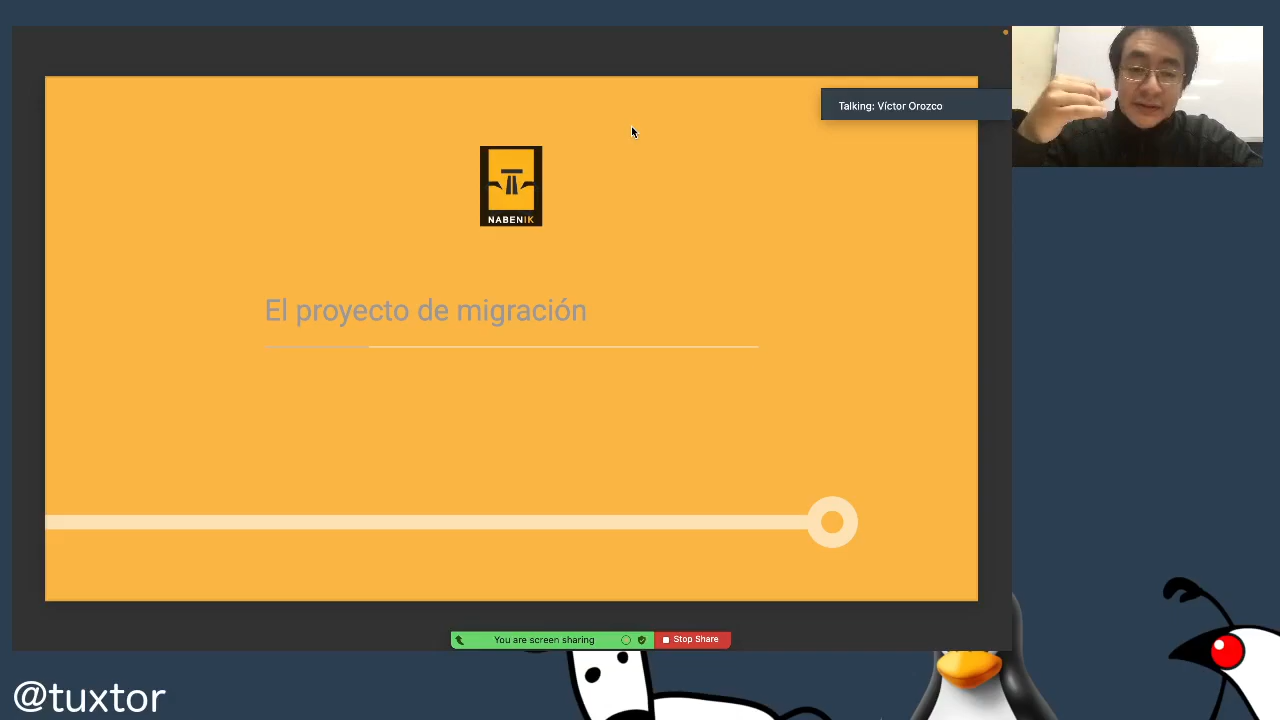 Talking: Víctor Orozco
NABENIK
El proyecto de migración
You are screen sharing
Stop Share
@tuxtor